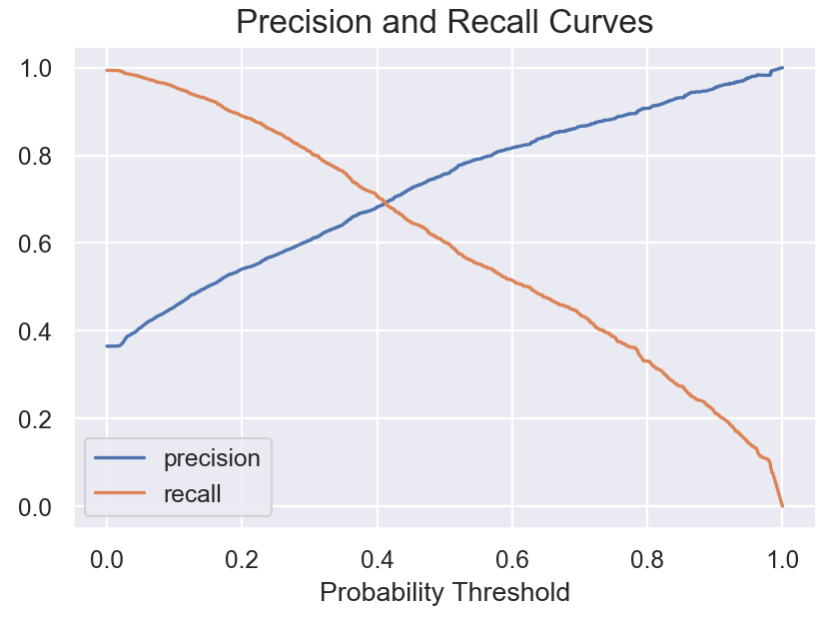 Precision and Recall Curves
1.0
0.8
0.6
0.4
0.2
0.0
precision
recall
0.0 0.2 0.4 0.6 0.8 1.0
Probability Threshold